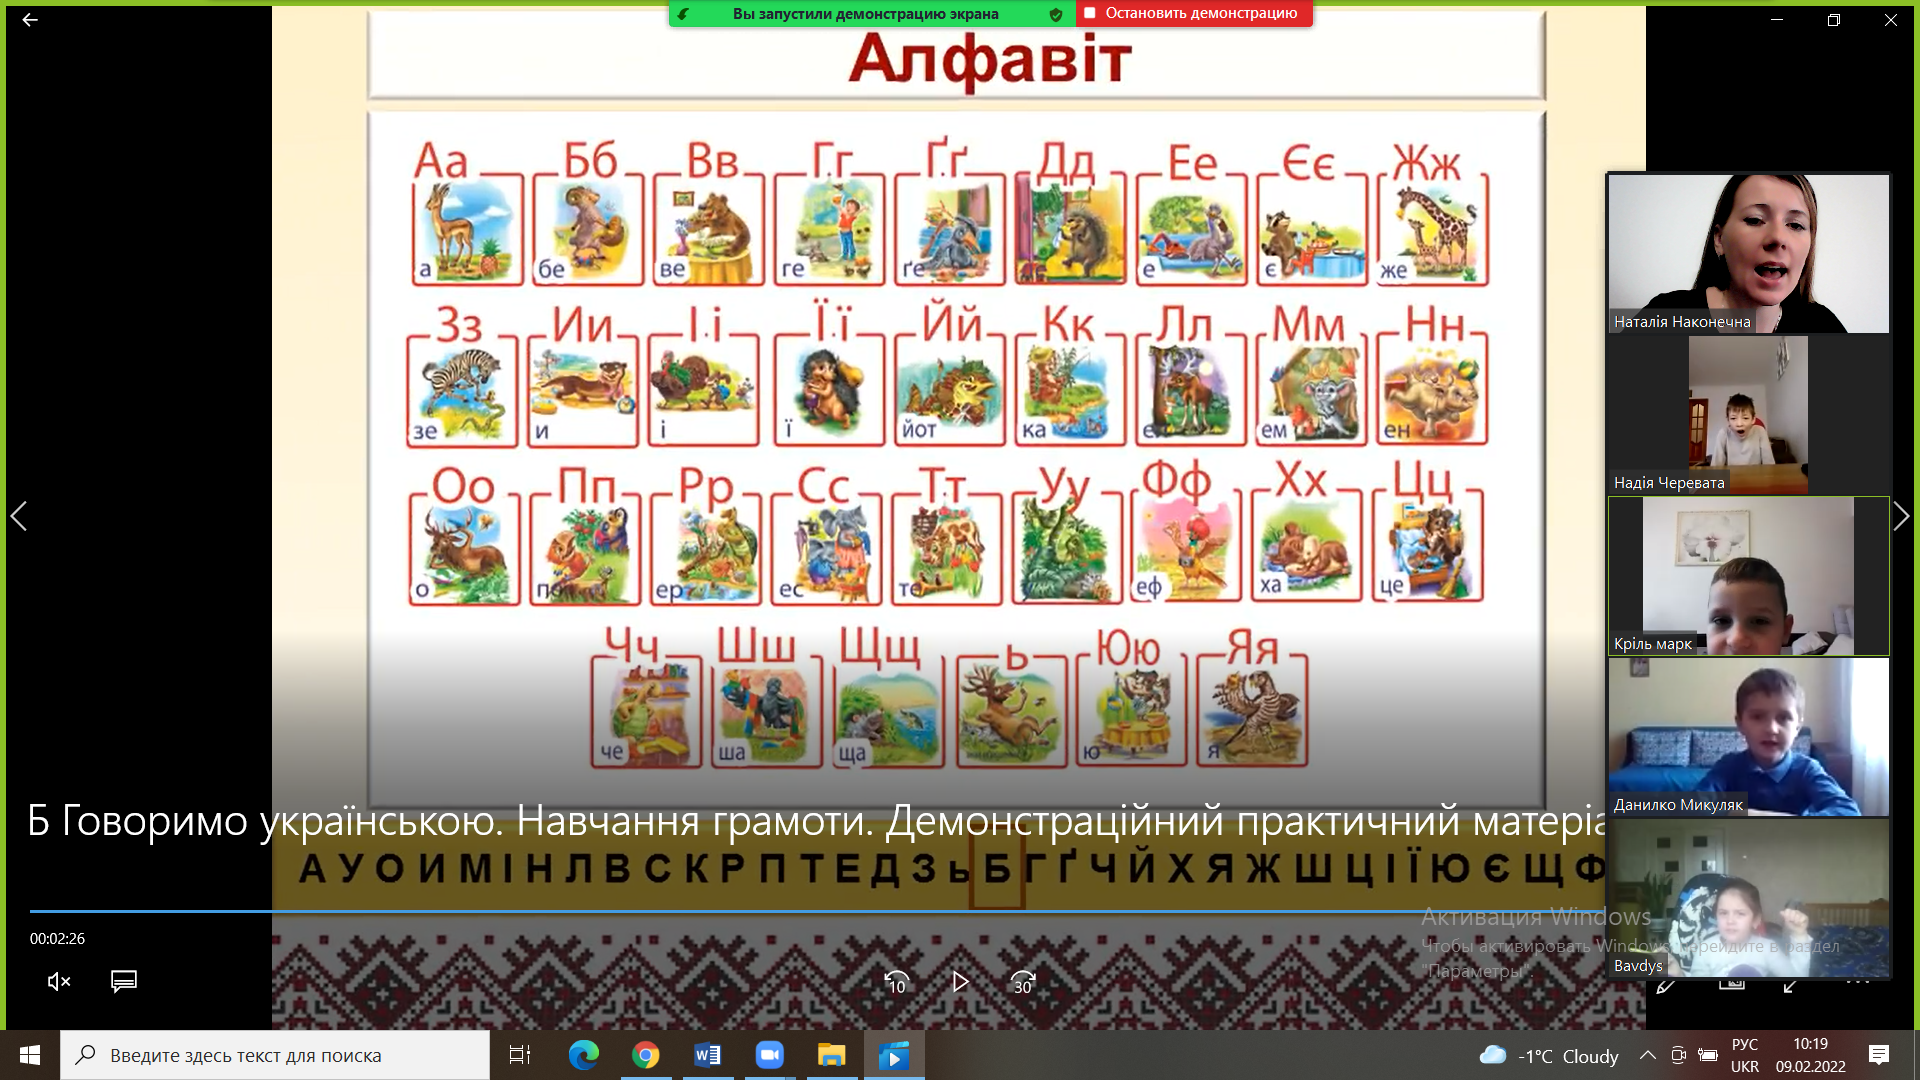 Вы запустили демонстрацию экрана
Остановить демонстрацию
Алфавіт
Аа Бб Вв Гг Ґґ Дд Ее Єє Жж
а бе ве ге ґе де е є же
Зз Ии Іі Її Йй Кк Лл Мм Нн
зе и і ї йот ка ел ем ен
Оо Пп Рр Сс Тт Уу Фф Хх Цц
о пе ер ес те еф ха це
Чч Шш Щщ ь Юю Яя
че ша ща ю я
Наталія Наконечна
Надія Черевата
Кріль марк
Данилко Микуляк
Bavdys
Б Говоримо українською. Навчання грамоти. Демонстраційний практичний матеріа
А У О И М І Н Л В С К Р П Т Е Д З ь Б Г Ґ Ч Й Х Я Ж Ш Ц І Ї Ю Є Щ Ф
Активация Windows
Чтобы активировать Windows, перейдите в раздел
"Параметры".
00:02:26
10
30
Введите здесь текст для поиска
-1°C Cloudy
РУС
UKR
10:19
09.02.2022